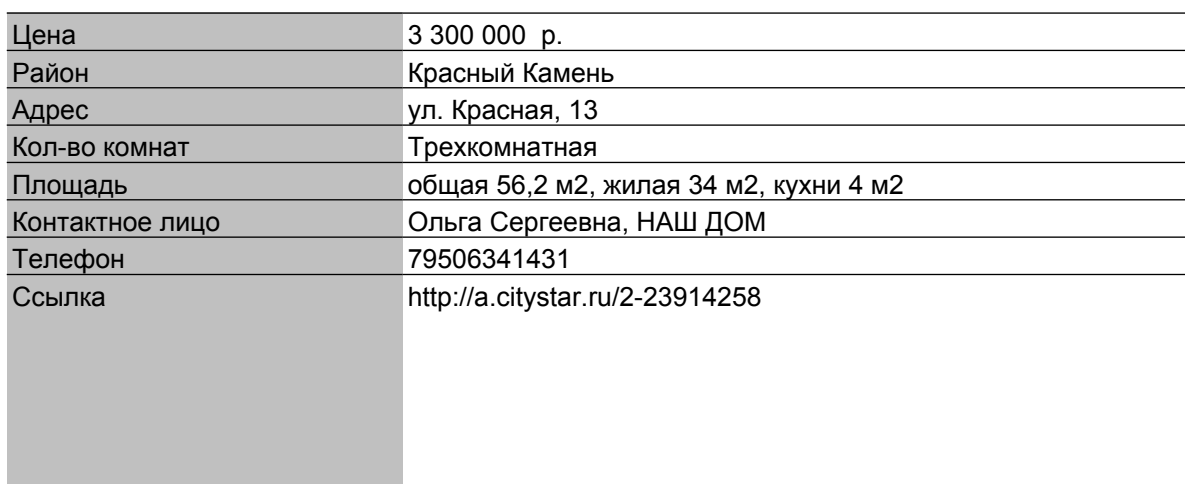 Цена 3 300 000 р.
Район Красный Камень
Адрес ул. Красная, 13
Кол-во комнат Трехкомнатная
Площадь общая 56,2 м2, жилая 34 м2, кухни 4 м2
Контактное лицо Ольга Сергеевна, НАШ ДОМ
Телефон 79506341431
Ссылка http://a.citystar.ru/2-23914258